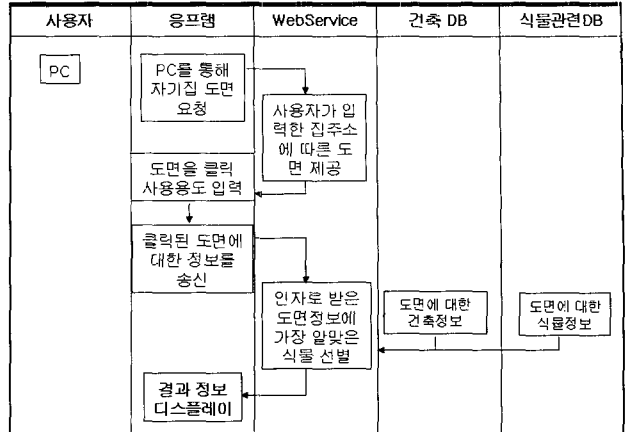 사용자
응프램
WebService
건축 DB
식물관련DB
PC
PC를 통해
자기집 도면
요청
사용자가 입
력한 집주소
에 따른 도
면 제공
도면을 클릭
사용용도 입력
클릭된 도면에
대한 정보를
송신
인자로 받은
도면정보에
가장 알맞은
식물 선별
도면에 대한
건축정보
도면에 대한
식물정보
결과 정보
디스플레이